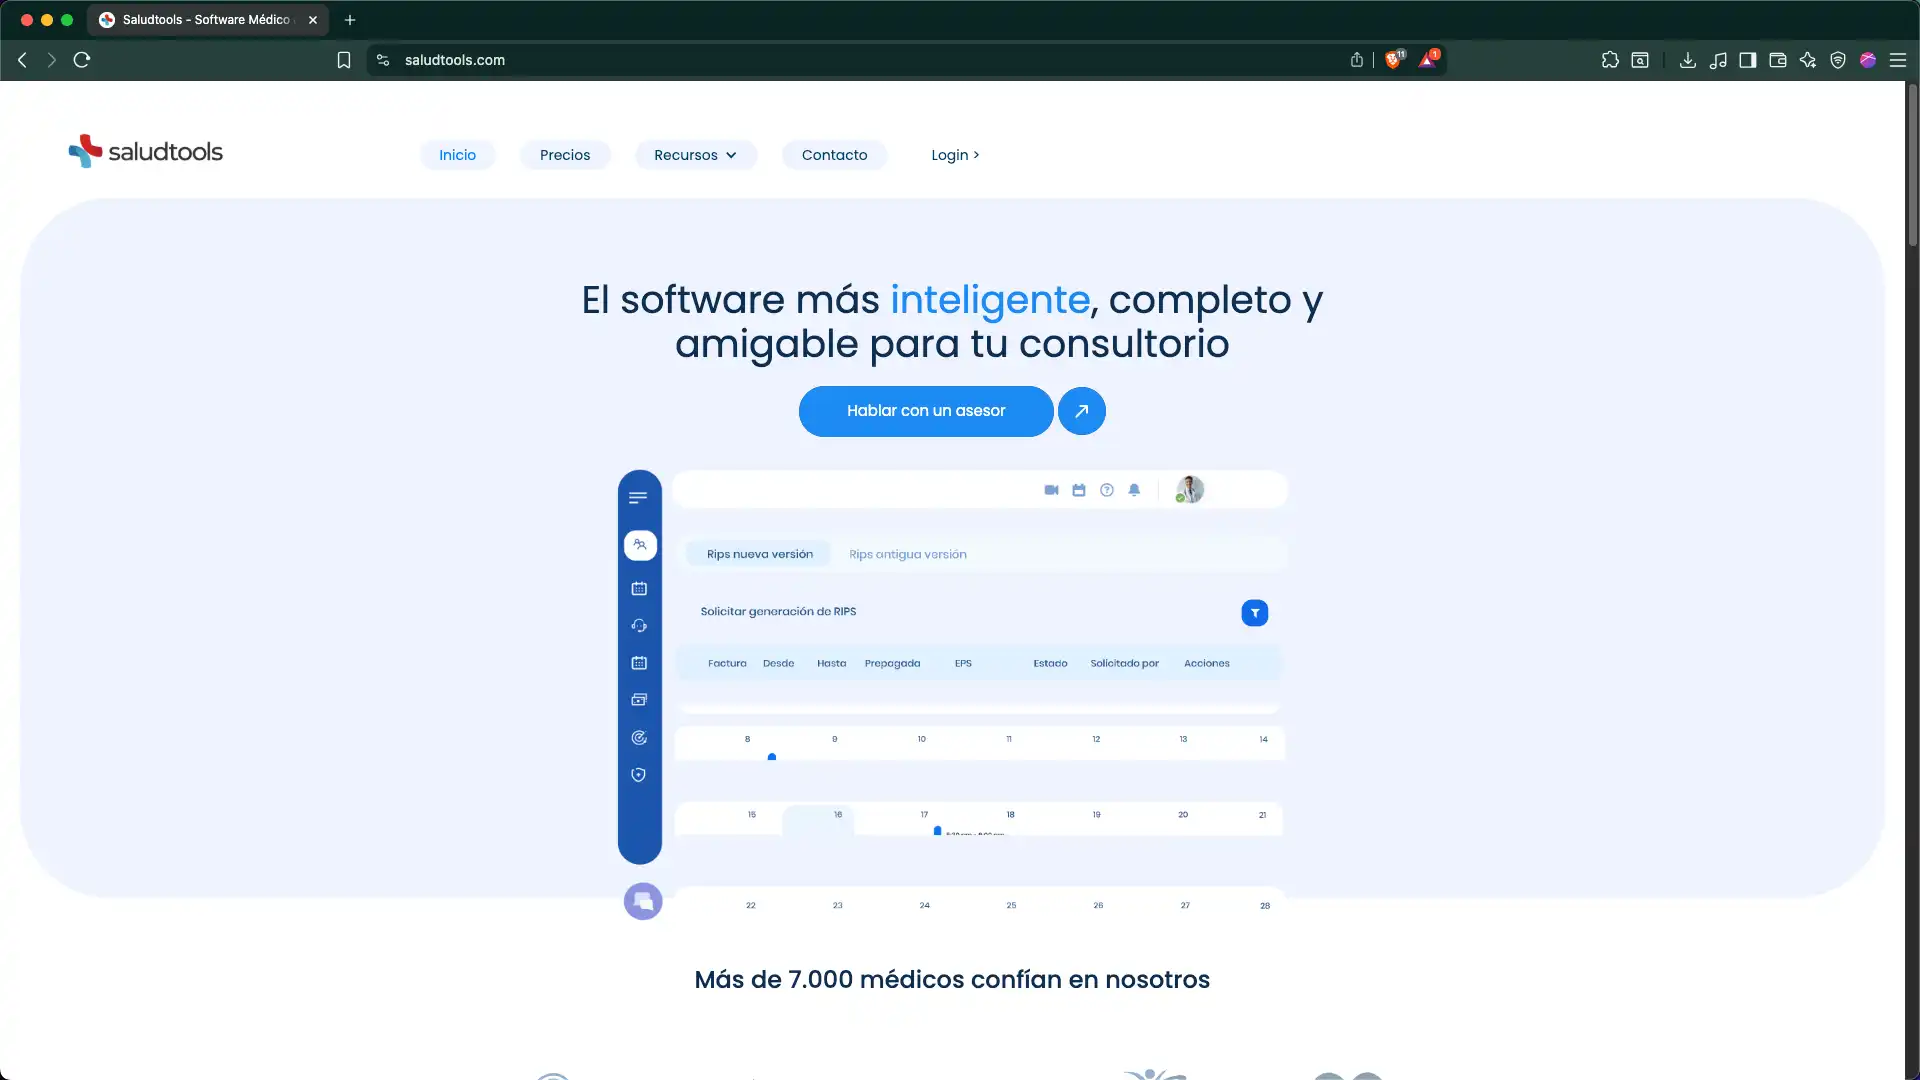 Saludtools - Software Médico
saludtools.com
11
1
saludtools
Inicio
Precios
Recursos
Contacto
Login >
El software más inteligente, completo y
amigable para tu consultorio
Hablar con un asesor
Rips nueva versión
Rips antigua versión
Solicitar generación de RIPS
Factura Desde Hasta Prepagada EPS Estado Solicitado por Acciones
8 9 10 11 12 13 14
15 16 17 18 19 20 21
22 23 24 25 26 27 28
Más de 7.000 médicos confían en nosotros